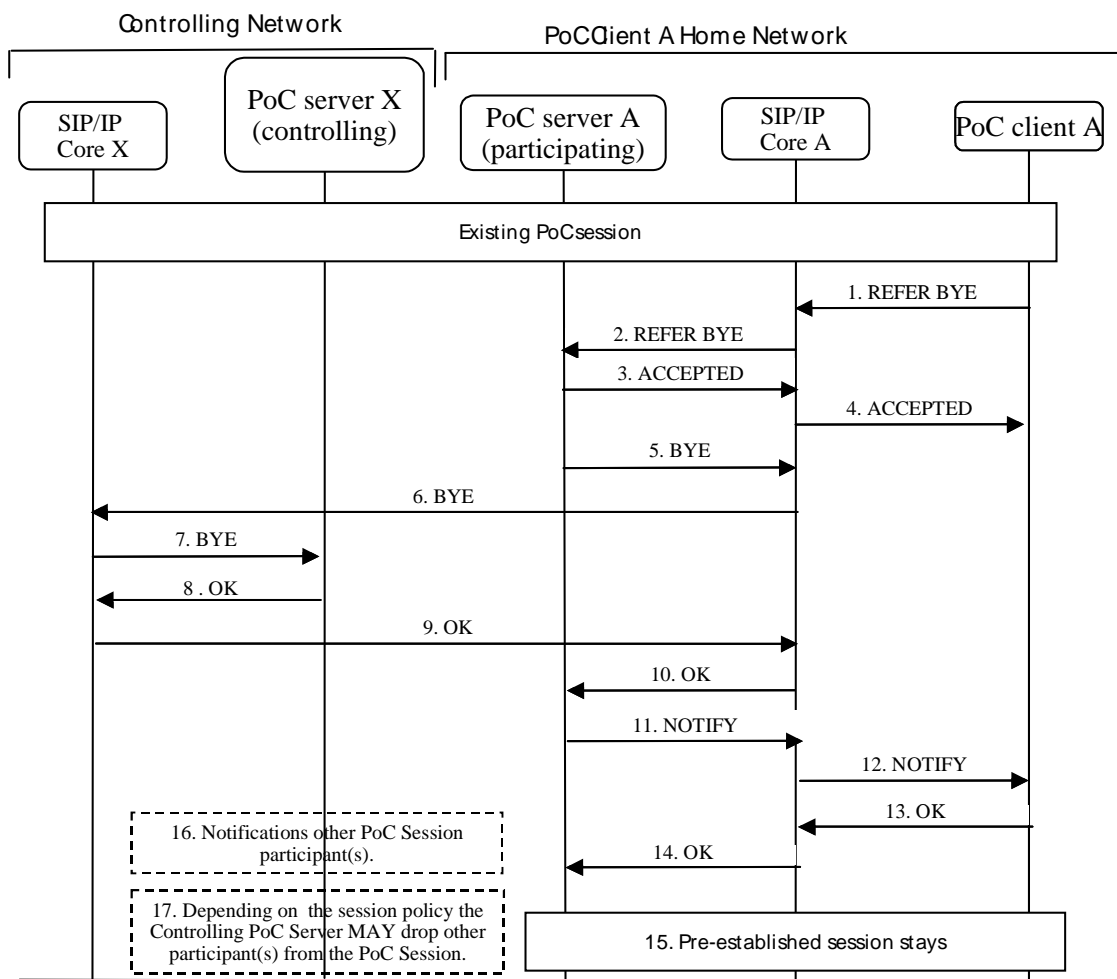 Controlling Network
PoCClient A Home Network
SIP/IP
Core X
PoC server X
(controlling)
PoC server A
(participating)
SIP/IP
Core A
PoC client A
Existing PoCsession
1. REFER BYE
2. REFER BYE
3. ACCEPTED
4. ACCEPTED
5. BYE
6. BYE
7. BYE
8 . OK
9. OK
10. OK
11. NOTIFY
12. NOTIFY
13. OK
14. OK
16. Notifications other PoC Session
participant(s).
17. Depending on the session policy the
Controlling PoC Server MAY drop other
participant(s) from the PoC Session.
15. Pre-established session stays